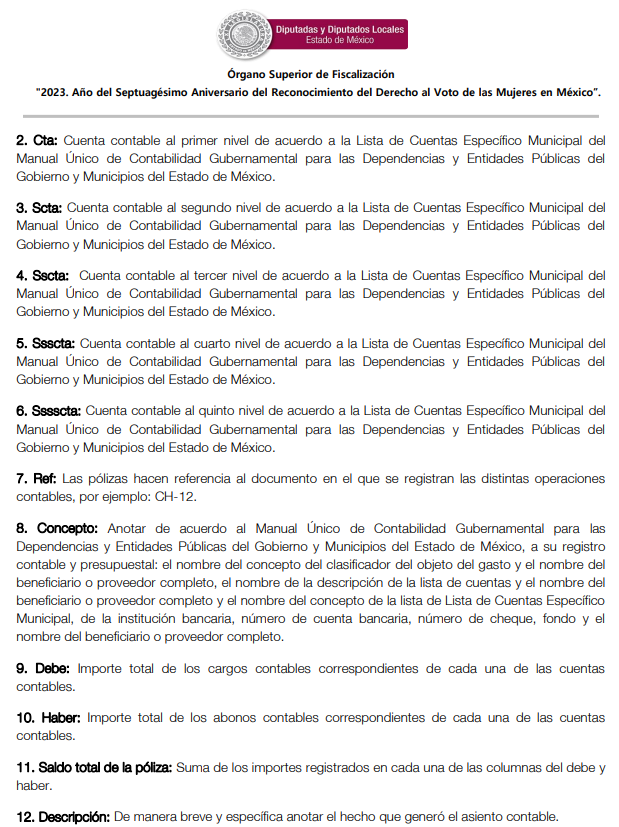 Diputadas y Diputados Locales
Estado de México
Órgano Superior de Fiscalización
"2023. Año del Septuagésimo Aniversario del Reconocimiento del Derecho al Voto de las Mujeres en México”.
2. Cta: Cuenta contable al primer nivel de acuerdo a la Lista de Cuentas Específico Municipal del
Manual Único de Contabilidad Gubernamental para las Dependencias y Entidades Públicas del
Gobierno y Municipios del Estado de México.
3. Scta: Cuenta contable al segundo nivel de acuerdo a la Lista de Cuentas Específico Municipal del
Manual Único de Contabilidad Gubernamental para las Dependencias y Entidades Públicas del
Gobierno y Municipios del Estado de México.
4. Sscta: Cuenta contable al tercer nivel de acuerdo a la Lista de Cuentas Específico Municipal del
Manual Único de Contabilidad Gubernamental para las Dependencias y Entidades Públicas del
Gobierno y Municipios del Estado de México.
5. Ssscta: Cuenta contable al cuarto nivel de acuerdo a la Lista de Cuentas Específico Municipal del
Manual Único de Contabilidad Gubernamental para las Dependencias y Entidades Públicas del
Gobierno y Municipios del Estado de México.
6. Sssscta: Cuenta contable al quinto nivel de acuerdo a la Lista de Cuentas Específico Municipal del
Manual Único de Contabilidad Gubernamental para las Dependencias y Entidades Públicas del
Gobierno y Municipios del Estado de México.
7. Ref: Las pólizas hacen referencia al documento en el que se registran las distintas operaciones
contables, por ejemplo: CH-12.
8. Concepto: Anotar de acuerdo al Manual Único de Contabilidad Gubernamental para las
Dependencias y Entidades Públicas del Gobierno y Municipios del Estado de México, a su registro
contable y presupuestal: el nombre del concepto del clasificador del objeto del gasto y el nombre del
beneficiario o proveedor completo, el nombre de la descripción de la lista de cuentas y el nombre del
beneficiario o proveedor completo y el nombre del concepto de la lista de Lista de Cuentas Específico
Municipal, de la institución bancaria, número de cuenta bancaria, número de cheque, fondo y el
nombre del beneficiario o proveedor completo.
9. Debe: Importe total de los cargos contables correspondientes de cada una de las cuentas
contables.
10. Haber: Importe total de los abonos contables correspondientes de cada una de las cuentas
contables.
11. Saldo total de la póliza: Suma de los importes registrados en cada una de las columnas del debe y
haber.
12. Descripción: De manera breve y específica anotar el hecho que generó el asiento contable.